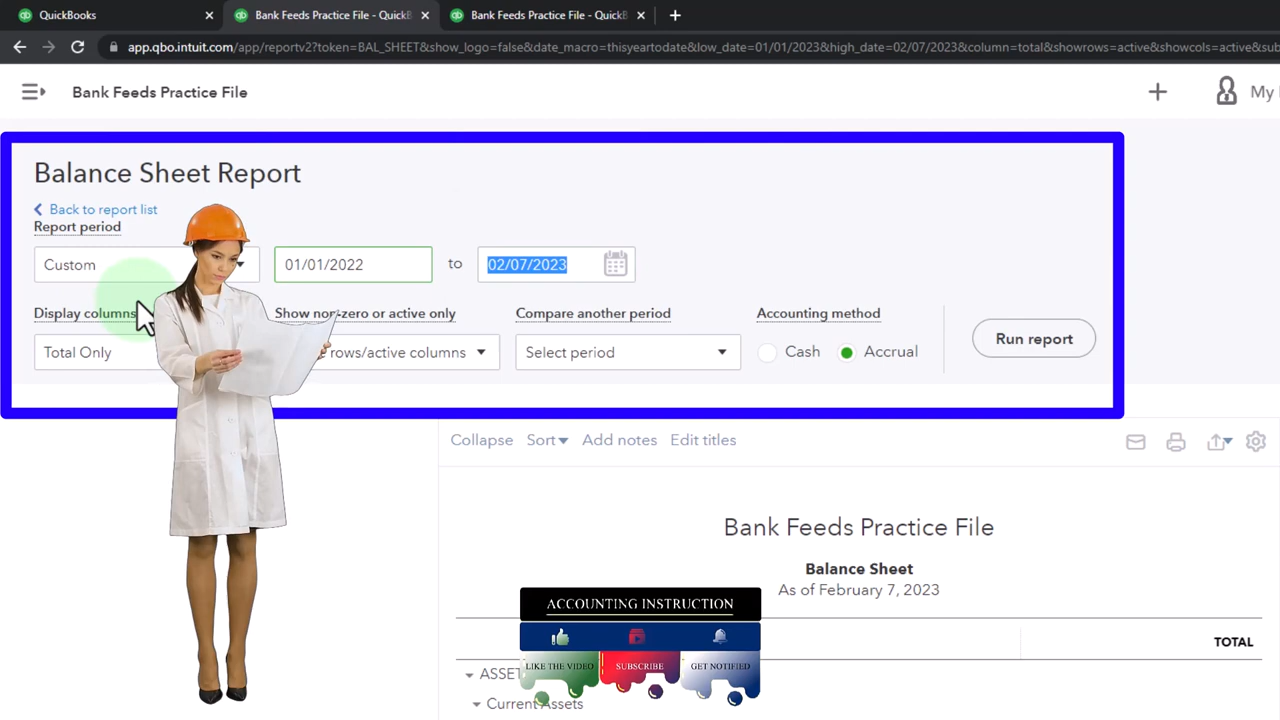 QuickBooks
Bank Feeds Practice File - QuickB
Bank Feeds Practice File - QuickB
app.qbo.intuit.com/app/reportv2?token=BAL_SHEET&show_logo=false&date_macro=thisyeartodate&low_date=01/01/2023&high_date=02/07/2023&column=total&showrows=active&showcols=active&sub
Bank Feeds Practice File
My
Balance Sheet Report
Back to report list
Report period
Custom
01/01/2022
to
02/07/2023
Display columns
Show non-zero or active only
Compare another period
Accounting method
Total Only
rows/active columns
Select period
Cash
Accrual
Run report
Collapse
Sort
Add notes
Edit titles
Bank Feeds Practice File
Balance Sheet
As of February 7, 2023
TOTAL
ASSET
Current Assets
ACCOUNTING INSTRUCTION
LIKE THE VIDEO
SUBSCRIBE
GET NOTIFIED